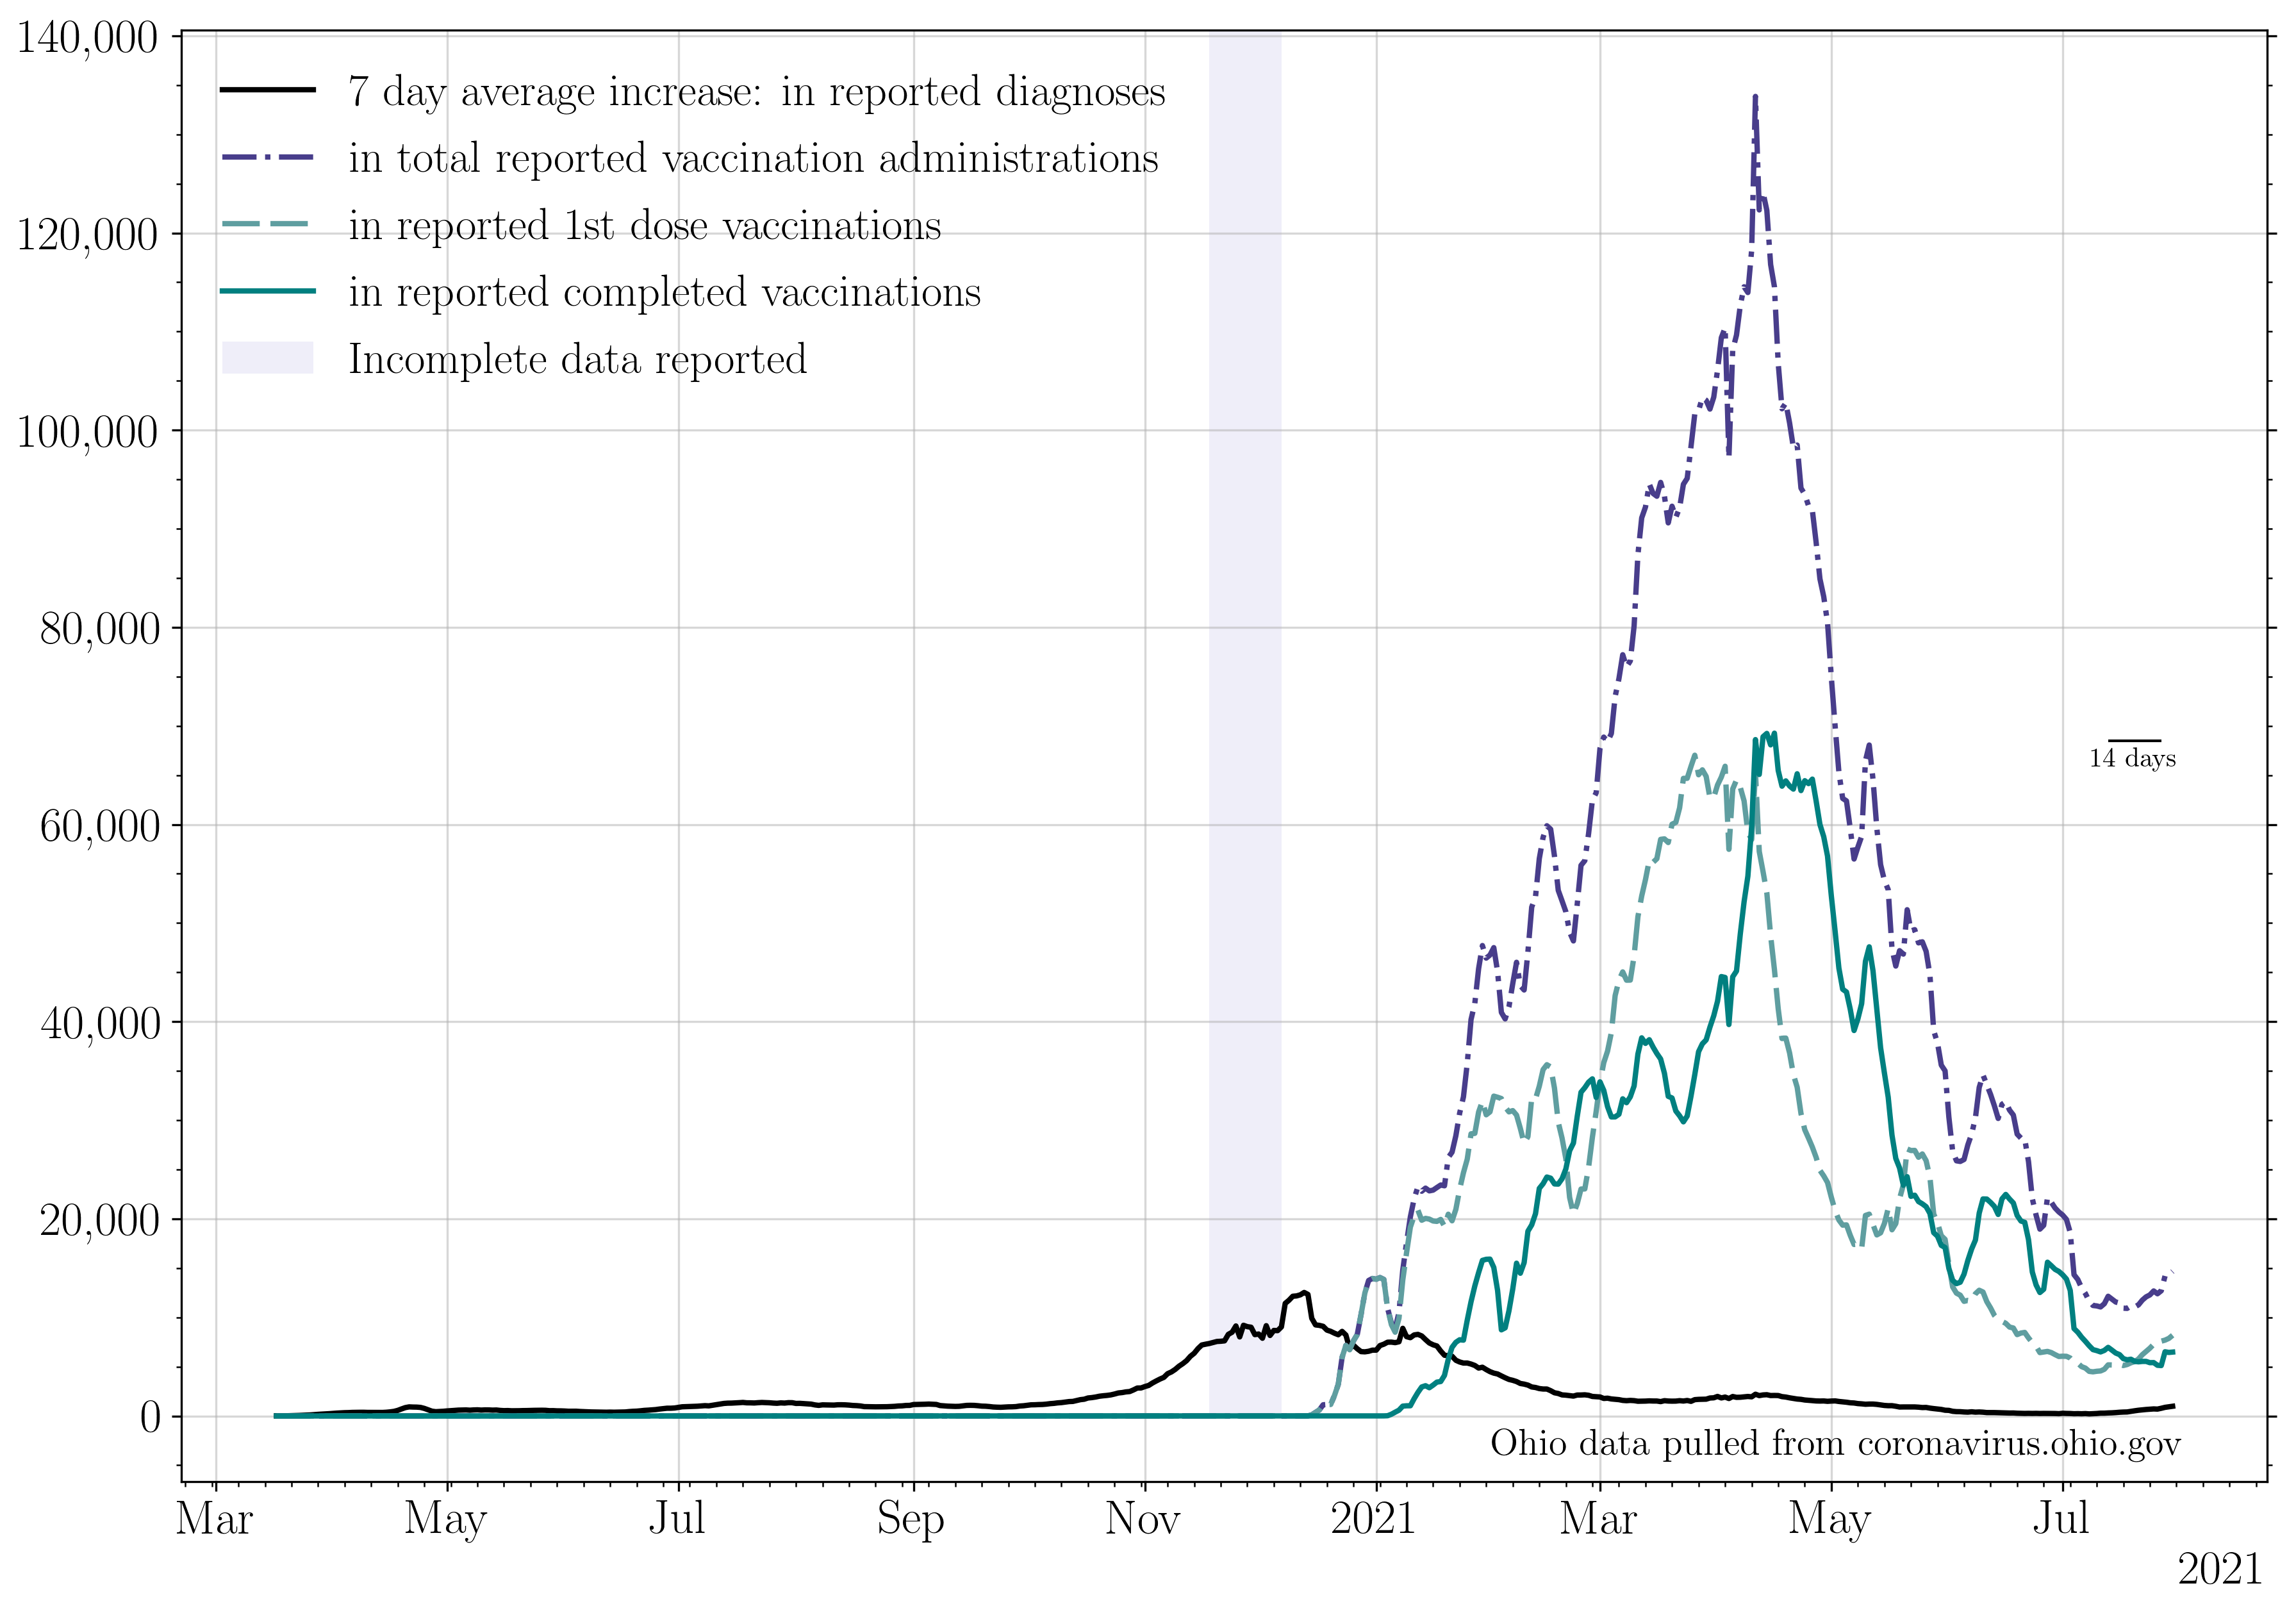 140,000
120,000
100,000
80,000
60,000
40,000
20,000
0
7 day average increase: in reported diagnoses
in total reported vaccination administrations
in reported 1st dose vaccinations
in reported completed vaccinations
Incomplete data reported
14 days
Ohio data pulled from coronavirus.ohio.gov
Mar May Jul Sep Nov 2021 Mar May Jul
2021